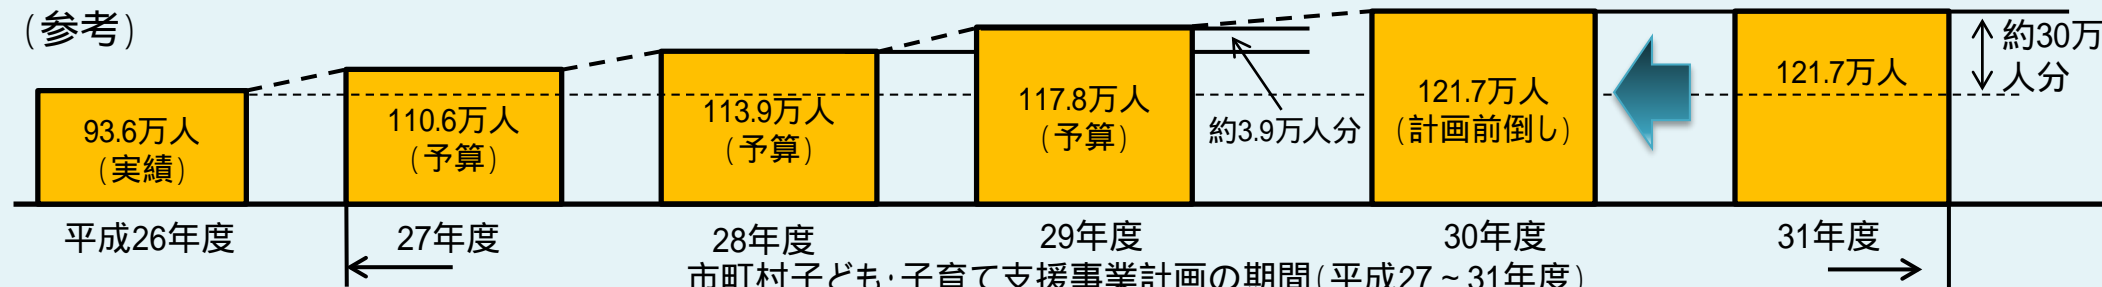 (参考)
93.6万人
(実績)
110.6万人
(予算)
113.9万人
(予算)
117.8万人
(予算)
約3.9万人分
121.7万人
(計画前倒し)
121.7万人
約30万
人分
平成26年度
27年度
28年度
29年度
30年度
31年度
市町村子ども・子育て支援事業計画の期間(平成27~31年度)